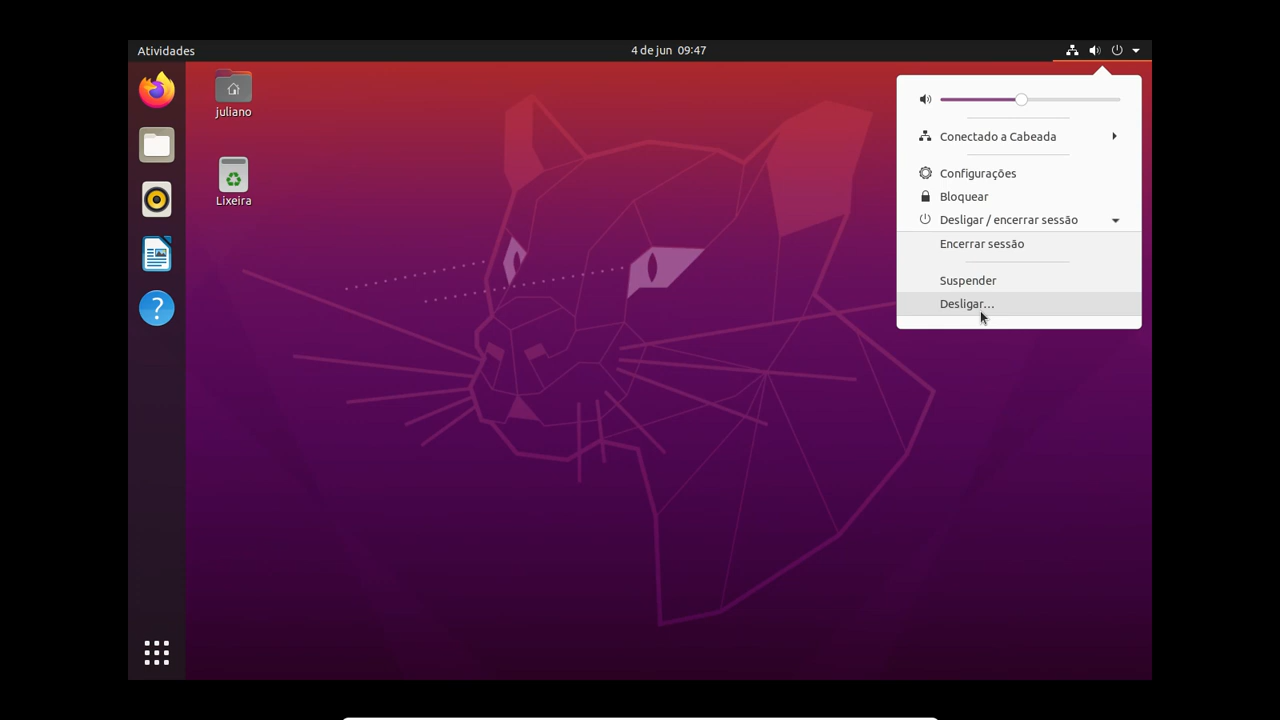 Atividades
4 de jun 09:47
juliano
Lixeira
Conectado a Cabeada
Configurações
Bloquear
Desligar / encerrar sessão
Encerrar sessão
Suspender
Desligar...